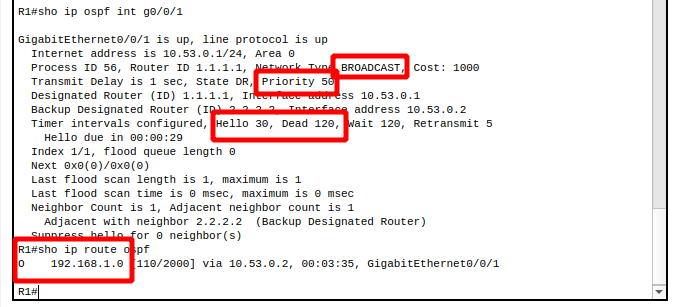 R1#sho ip ospf int g0/0/1
GigabitEthernet0/0/1 is up, line protocol is up
Internet address is 10.53.0.1/24, Area 0
Process ID 56, Router ID 1.1.1.1, Network Type BROADCAST, Cost: 1000
Transmit Delay is 1 sec, State DR, Priority 50
Designated Router (ID) 1.1.1.1, Interface address 10.53.0.1
Backup Designated Router (ID) 2.2.2.2, Interface address 10.53.0.2
Timer intervals configured, Hello 30, Dead 120, Wait 120, Retransmit 5
Hello due in 00:00:29
Index 1/1, flood queue length 0
Next 0x0(0)/0x0(0)
Last flood scan length is 1, maximum is 1
Last flood scan time is 0 msec, maximum is 0 msec
Neighbor Count is 1, Adjacent neighbor count is 1
Adjacent with neighbor 2.2.2.2 (Backup Designated Router)
Suppress hello for 0 neighbor(s)
R1#sho ip route ospf
O 192.168.1.0 [110/2000] via 10.53.0.2, 00:03:35, GigabitEthernet0/0/1
R1#